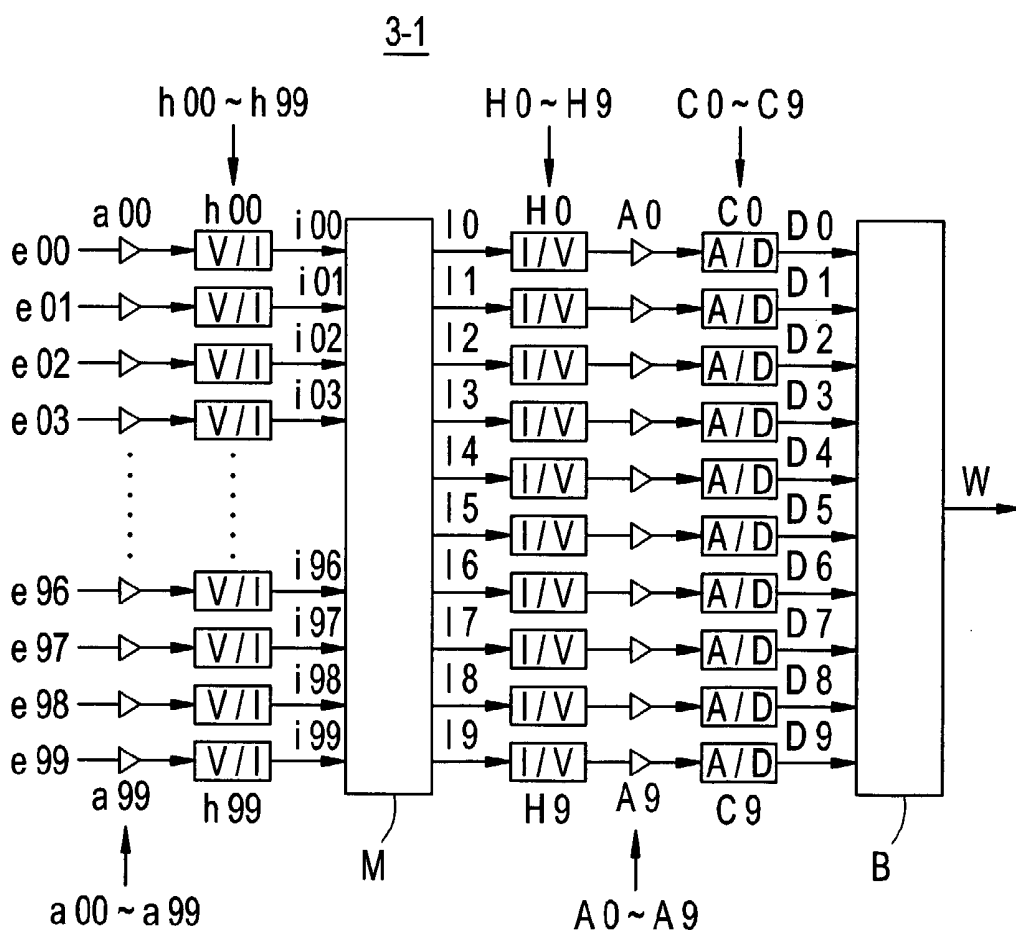 3-1
h00~h99 H0~H9 C0~C9
a00 h00 i00 I0 H0 A0 C0 D0
e00 V/I I/V A/D
i01 I1 D1
e01 V/I I/V A/D
i02 I2 D2
e02 V/I I/V A/D
i03 I3 D3
e03 V/I I/V A/D
I4 D4
I/V A/D
W
I5 D5
I/V A/D
i96 I6 D6
e96 V/I I/V A/D
i97 I7 D7
e97 V/I I/V A/D
i98 I8 D8
e98 V/I I/V A/D
i99 I9 D9
e99 V/I I/V A/D
a99 h99 H9 A9 C9
M B
a00~a99 A0~A9